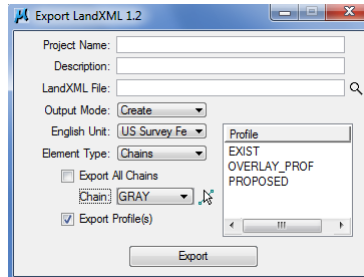 Export LandXML 1.2
Project Name:
Description:
LandXML File:
Output Mode: Create
English Unit: US Survey Fe
Element Type: Chains
Export All Chains
Chain: GRAY
Export Profile(s)
Profile
EXIST
OVERLAY_PROF
PROPOSED
Export